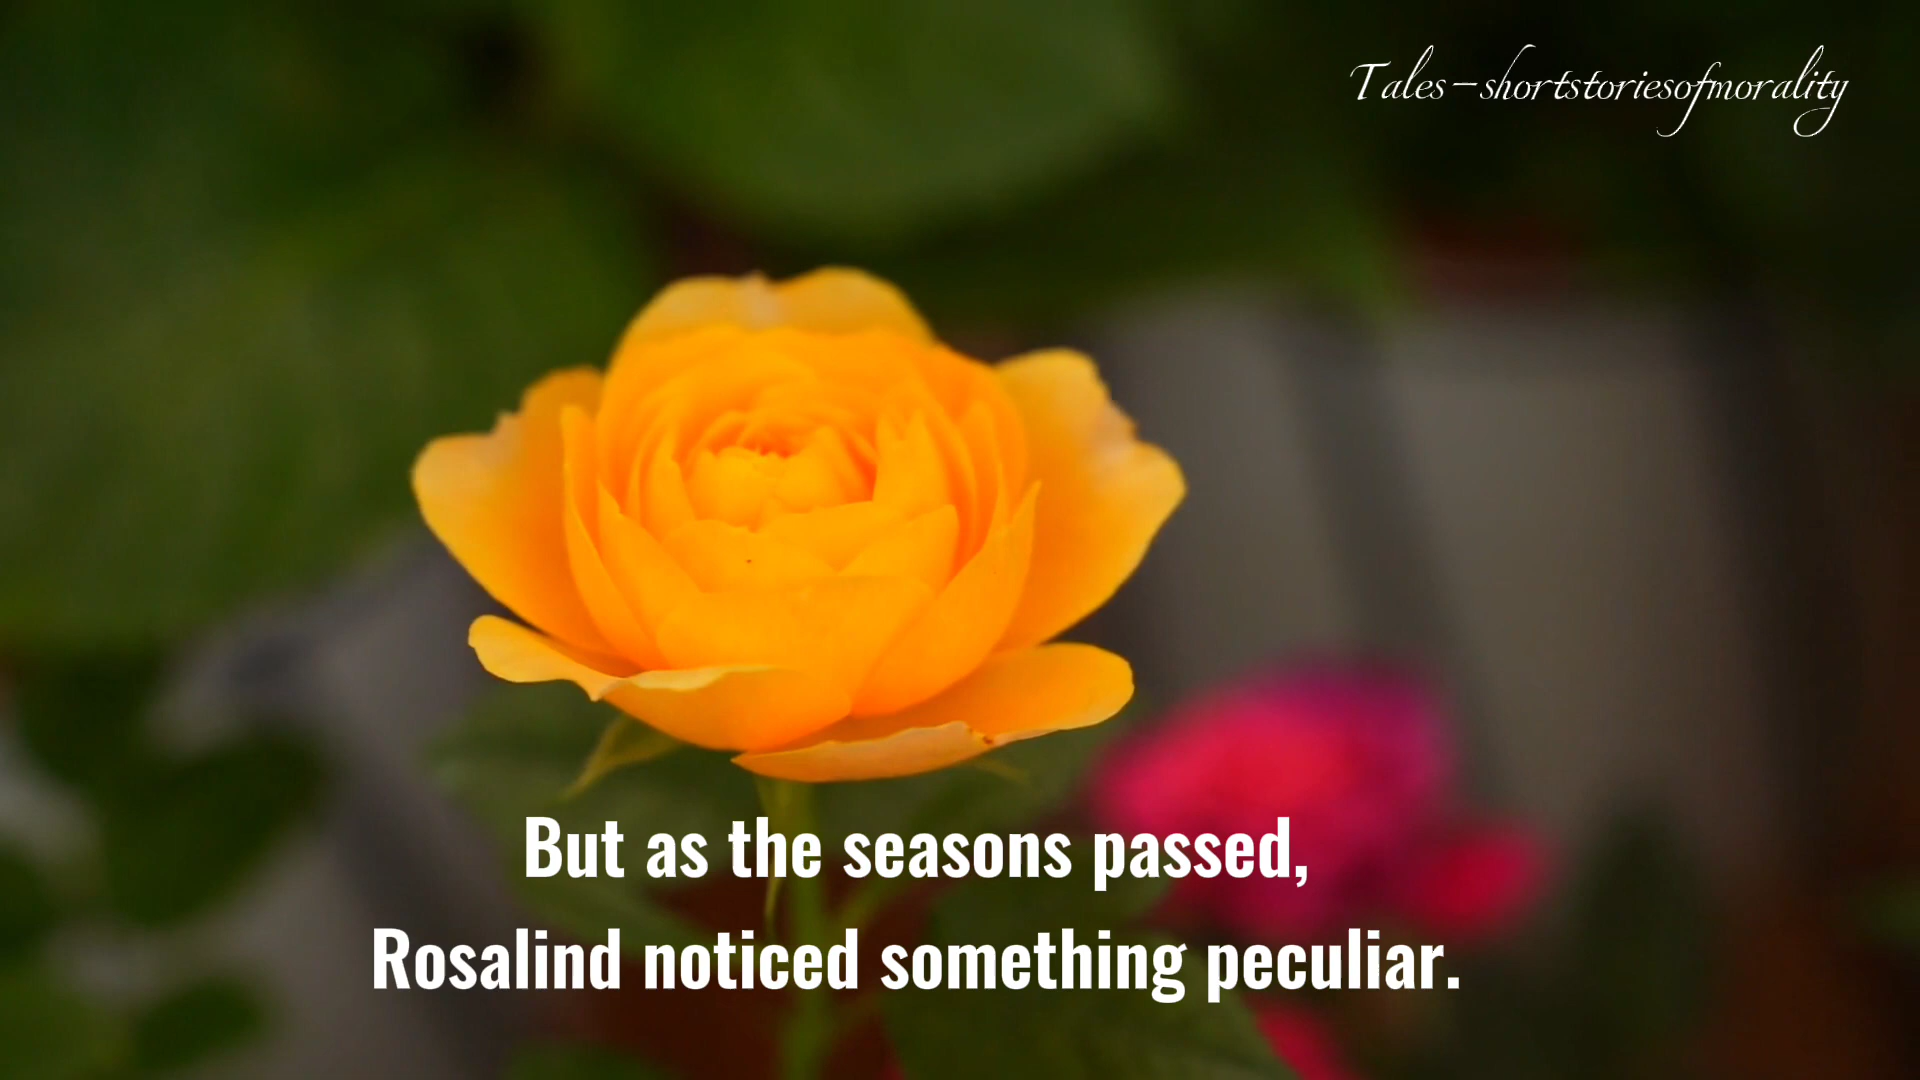 Tales-shortstoriesofmorality
But as the seasons passed,
Rosalind noticed something peculiar.